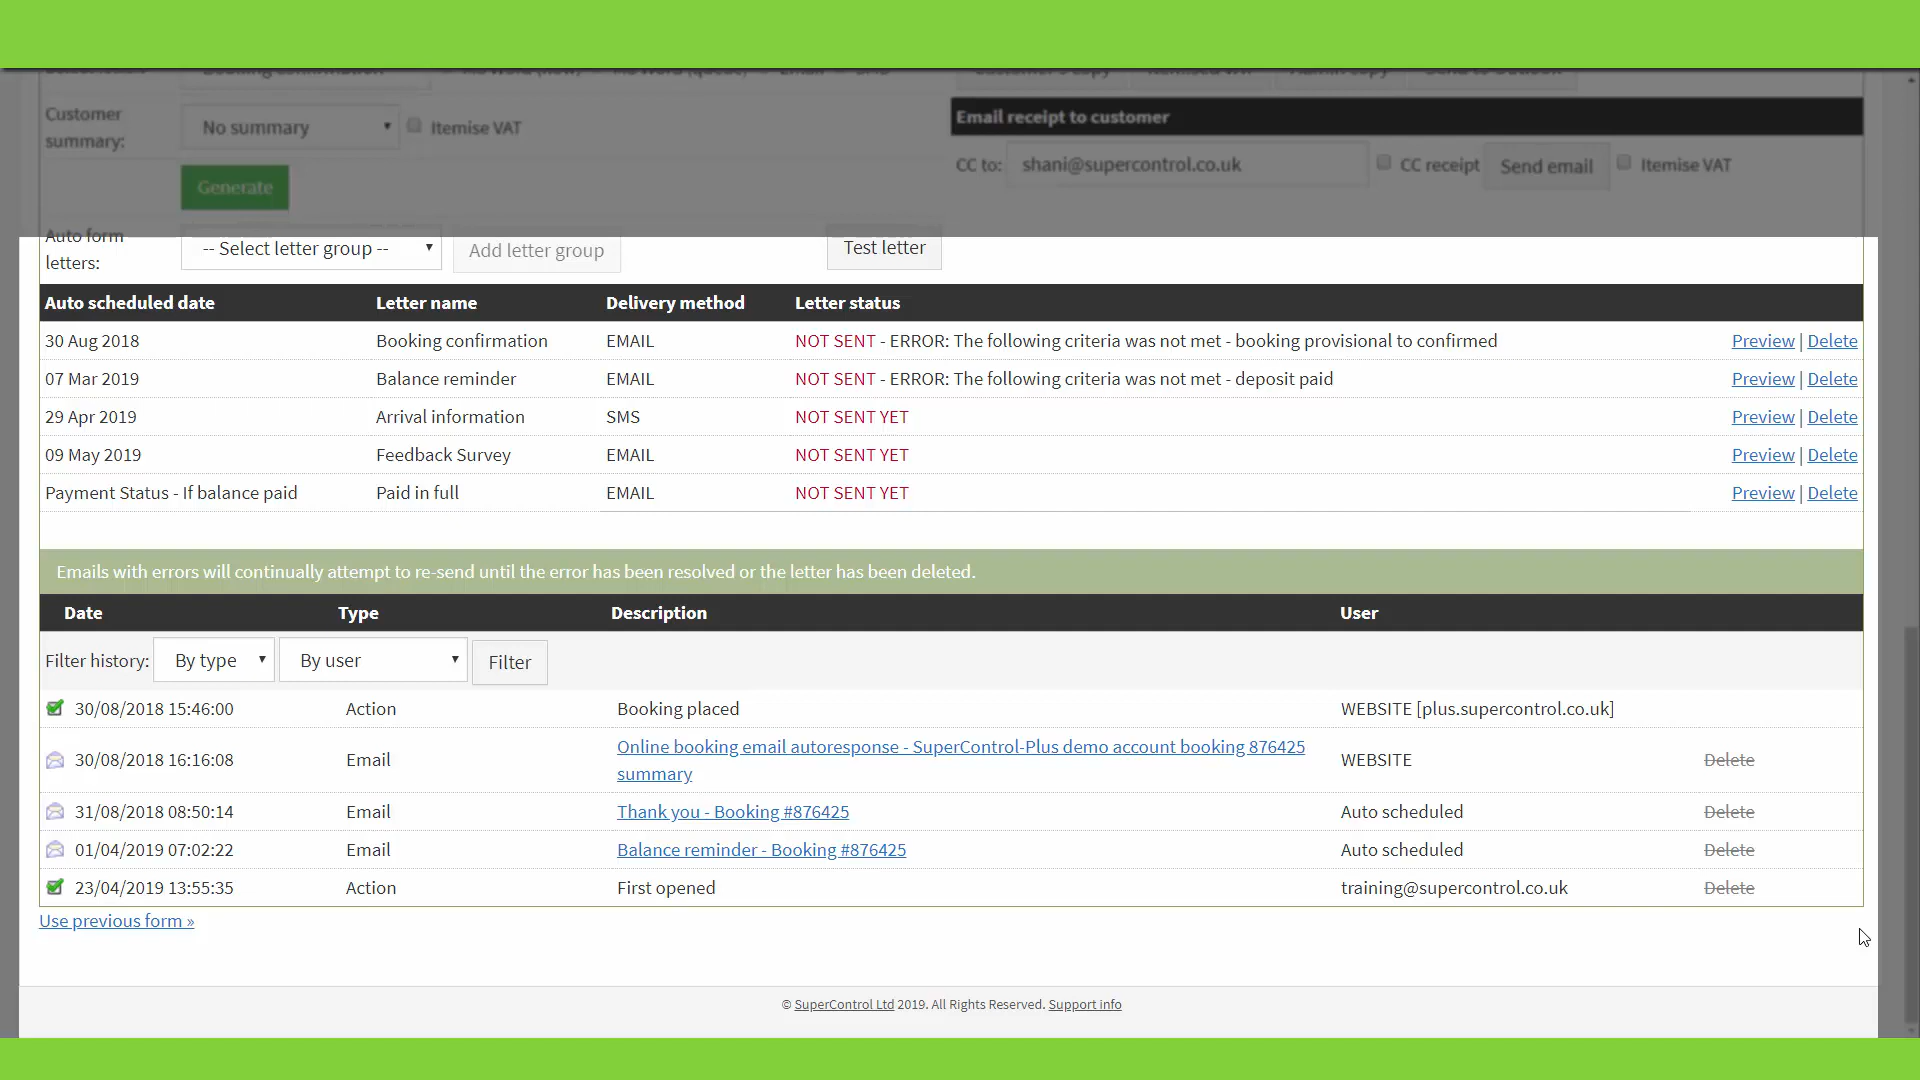 Customer
summary:
No summary
Itemise VAT
Email receipt to customer
CC to:
shani@supercontrol.co.uk
CC receipt
Send email
Itemise VAT
Generate
Auto form
letters:
-- Select letter group --
Add letter group
Test letter
Auto scheduled date Letter name Delivery method Letter status
30 Aug 2018 Booking confirmation EMAIL NOT SENT - ERROR: The following criteria was not met - booking provisional to confirmed Preview | Delete
07 Mar 2019 Balance reminder EMAIL NOT SENT - ERROR: The following criteria was not met - deposit paid Preview | Delete
29 Apr 2019 Arrival information SMS NOT SENT YET Preview | Delete
09 May 2019 Feedback Survey EMAIL NOT SENT YET Preview | Delete
Payment Status - If balance paid Paid in full EMAIL NOT SENT YET Preview | Delete
Emails with errors will continually attempt to re-send until the error has been resolved or the letter has been deleted.
Date Type Description User
Filter history: By type By user Filter
30/08/2018 15:46:00 Action Booking placed WEBSITE [plus.supercontrol.co.uk]
30/08/2018 16:16:08 Email Online booking email autoresponse - SuperControl-Plus demo account booking 876425 WEBSITE Delete
summary
31/08/2018 08:50:14 Email Thank you - Booking #876425 Auto scheduled Delete
01/04/2019 07:02:22 Email Balance reminder - Booking #876425 Auto scheduled Delete
23/04/2019 13:55:35 Action First opened training@supercontrol.co.uk Delete
Use previous form »
© SuperControl Ltd 2019. All Rights Reserved. Support info